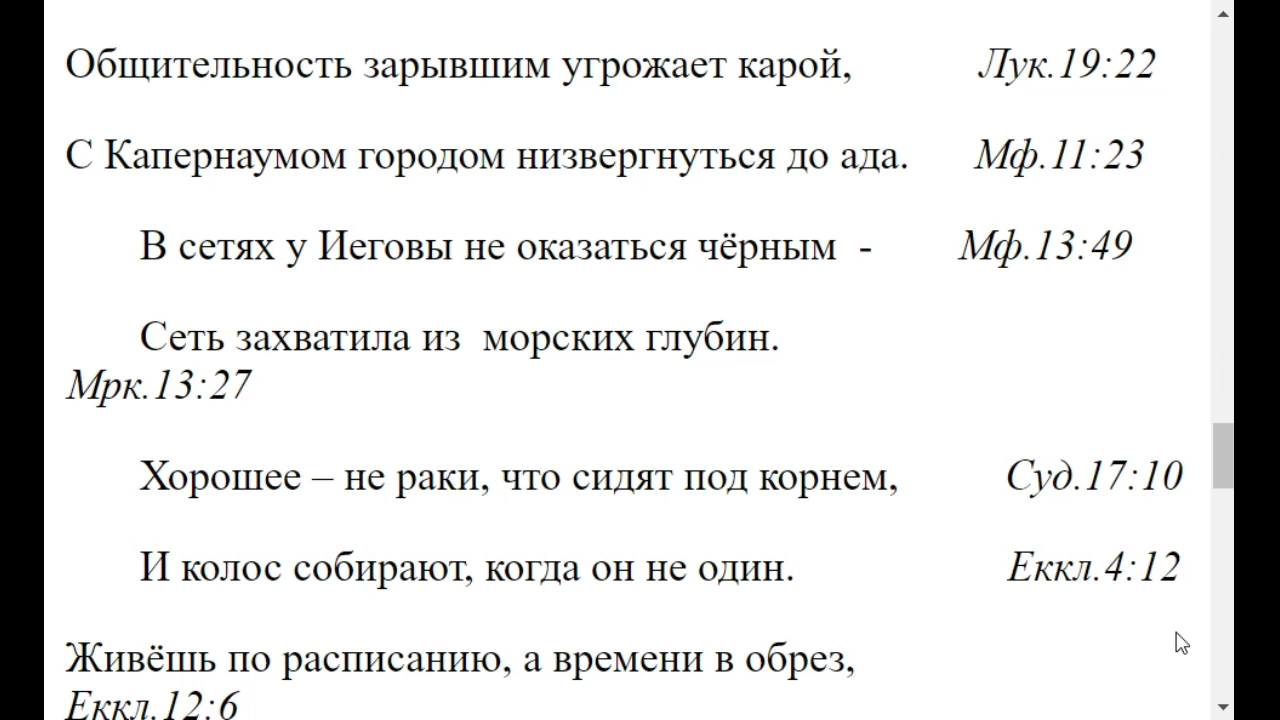 Общительность зарывшим угрожает карой, Лук.19:22
С Капернаумом городом низвергнуться до ада. Мф.11:23
В сетях у Иеговы не оказаться чёрным - Мф.13:49
Сеть захватила из морских глубин.
Мрк.13:27
Хорошее – не раки, что сидят под корнем, Суд.17:10
И колос собирают, когда он не один. Еккл.4:12
Живёшь по расписанию, а времени в обрез,
Еккл.12:6